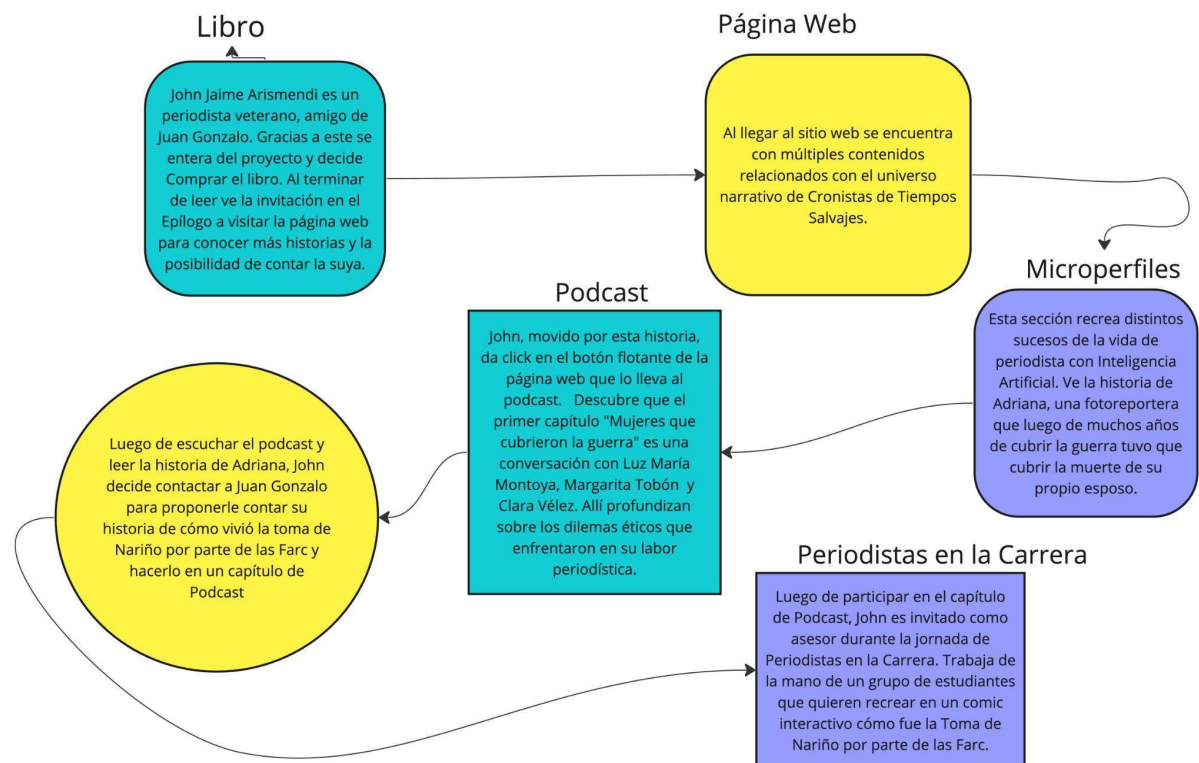 Libro
John Jaime Arismendi es un
periodista veterano, amigo de
Juan Gonzalo. Gracias a este se
entera del proyecto y decide
Comprar el libro. Al terminar
de leer ve la invitación en el
Epílogo a visitar la página web
para conocer más historias y la
posibilidad de contar la suya.
Página Web
Al llegar al sitio web se encuentra
con múltiples contenidos
relacionados con el universo
narrativo de Cronistas de Tiempos
Salvajes.
Microperfiles
Esta sección recrea distintos
sucesos de la vida de
periodista con Inteligencia
Artificial. Ve la historia de
Adriana, una fotoreportera
que luego de muchos años
de cubrir la guerra tuvo que
cubrir la muerte de su
propio esposo.
Podcast
John, movido por esta historia,
da click en el botón flotante de la
página web que lo lleva al
podcast. Descubre que el
primer capítulo "Mujeres que
cubrieron la guerra" es una
conversación con Luz María
Montoya, Margarita Tobón y
Clara Vélez. Allí profundizan
sobre los dilemas éticos que
enfrentaron en su labor
periodística.
Luego de escuchar el podcast y
leer la historia de Adriana, John
decide contactar a Juan Gonzalo
para proponerle contar su
historia de cómo vivió la toma de
Nariño por parte de las Farc y
hacerlo en un capítulo de
Podcast
Periodistas en la Carrera
Luego de participar en el capítulo
de Podcast, John es invitado como
asesor durante la jornada de
Periodistas en la Carrera. Trabaja de
la mano de un grupo de estudiantes
que quieren recrear en un comic
interactivo cómo fue la Toma de
Nariño por parte de las Farc.